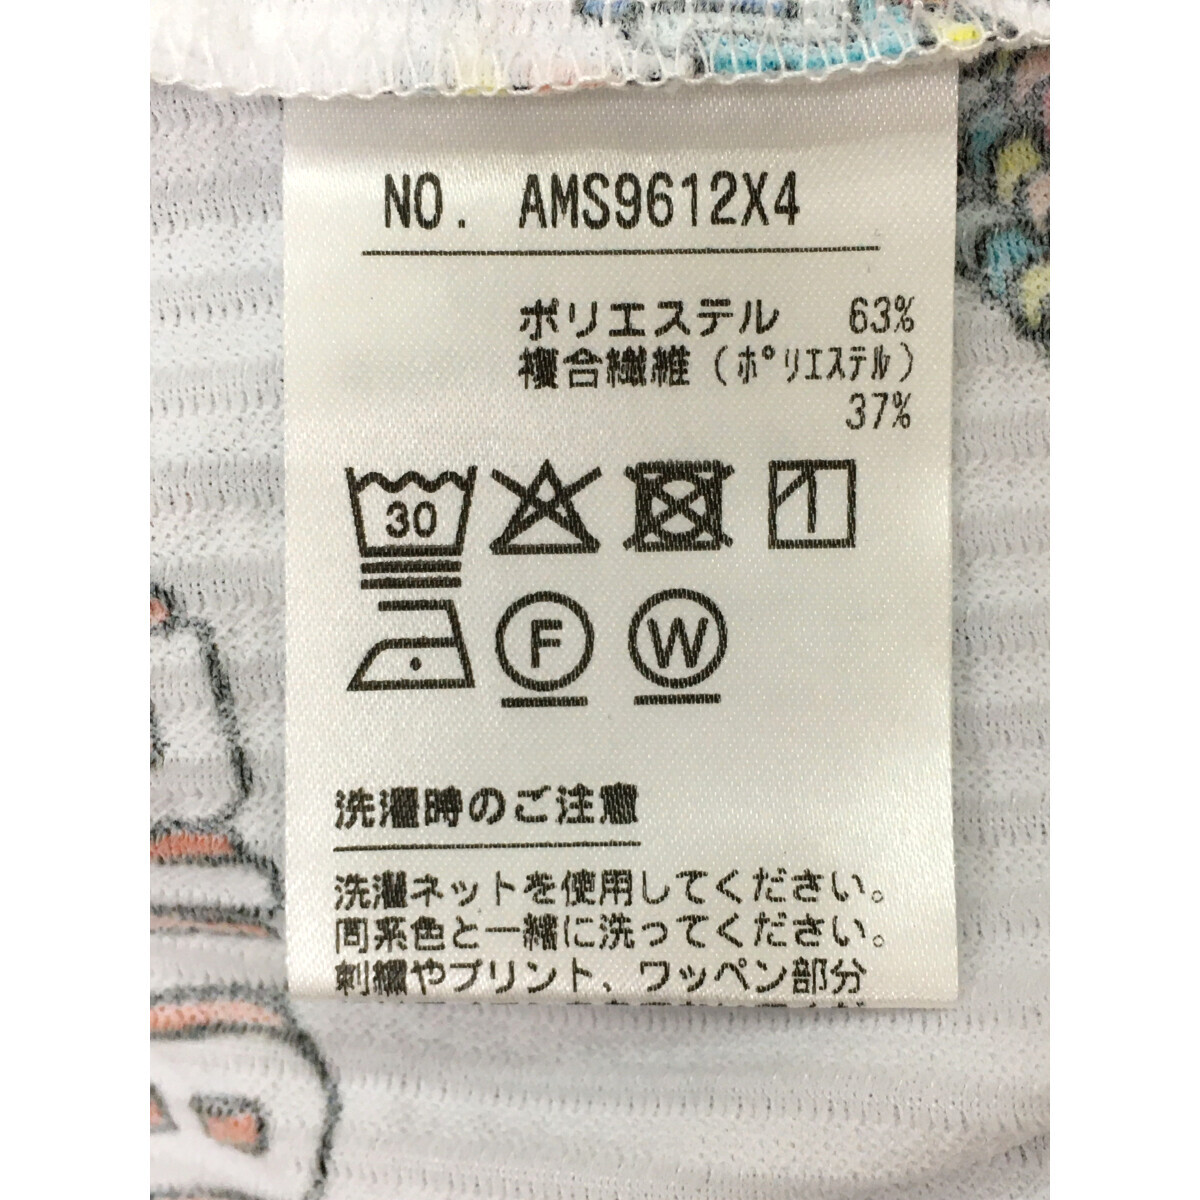 NO. AMS9612X4
ポリエステル 63%
複合繊維(ポリエステル)
37%
30
F W
洗濯時のご注意
洗濯ネットを使用してください。
同系色と一緒に洗ってください。
刺繍やプリント、ワッペン部分